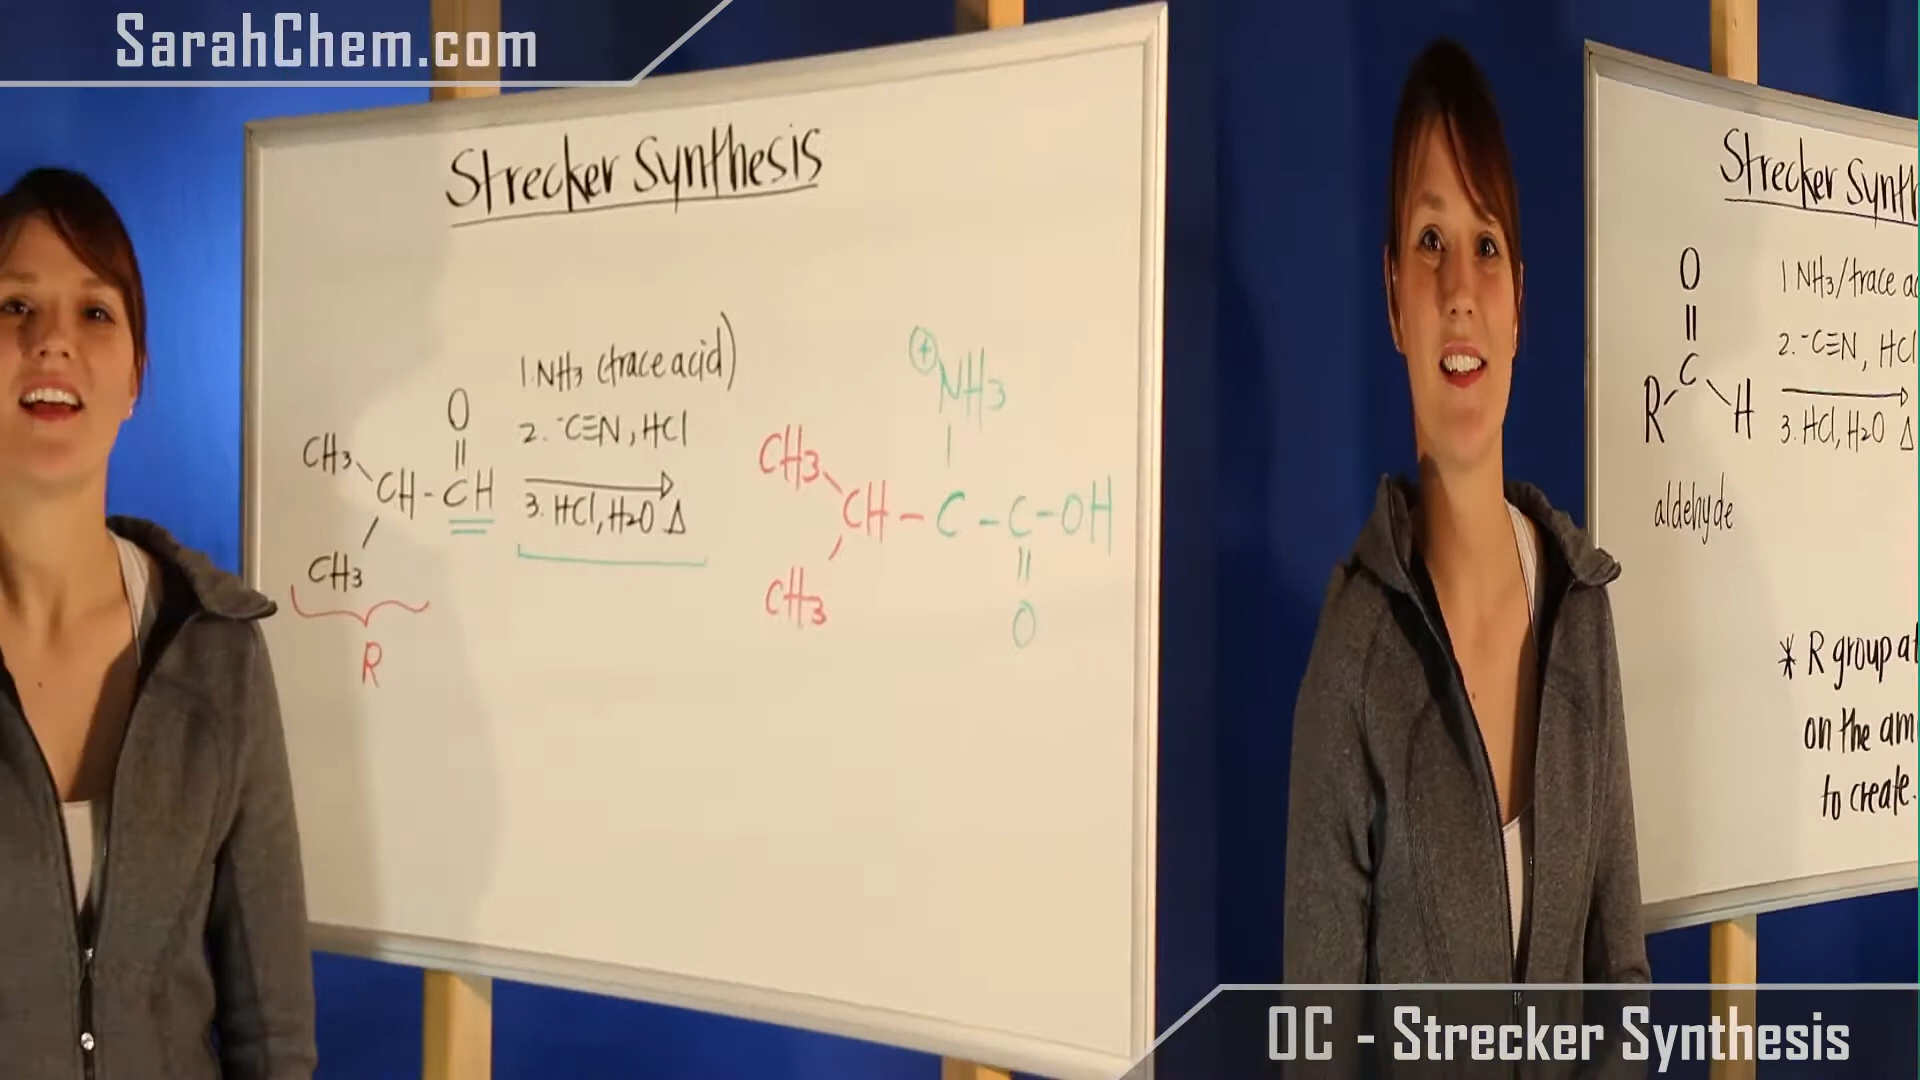 SarahChem.com
Strecker Synthesis
O
||
CH3
CH-CH
CH3
R
1. NH3 (trace acid)
2. ⁻C≡N, HCl
3. HCl, H2O Δ
⊕
NH3
|
CH3
CH - C - C - OH
||
O
CH3
Strecker Synth
O
||
C
R H
aldehyde
1 NH3/trace ac
2. ⁻C≡N, HCl
3. HCl, H2O Δ
* R group at
on the am
to create.
OC - Strecker Synthesis